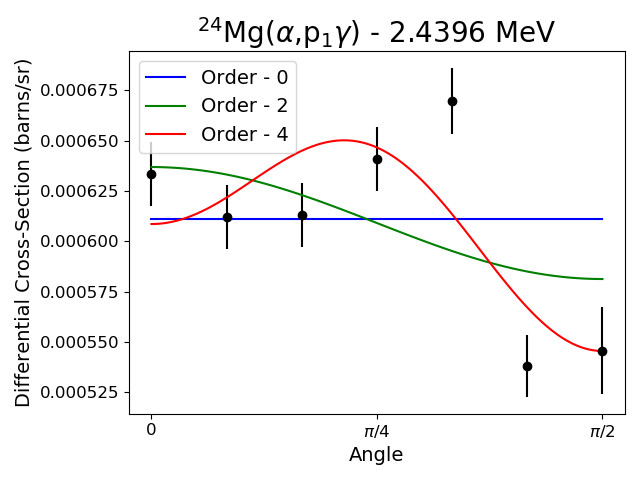 ²⁴Mg(α,p₁γ) - 2.4396 MeV
Differential Cross-Section (barns/sr)
0.000675
0.000650
0.000625
0.000600
0.000575
0.000550
0.000525
Order - 0
Order - 2
Order - 4
0 π/4 π/2
Angle